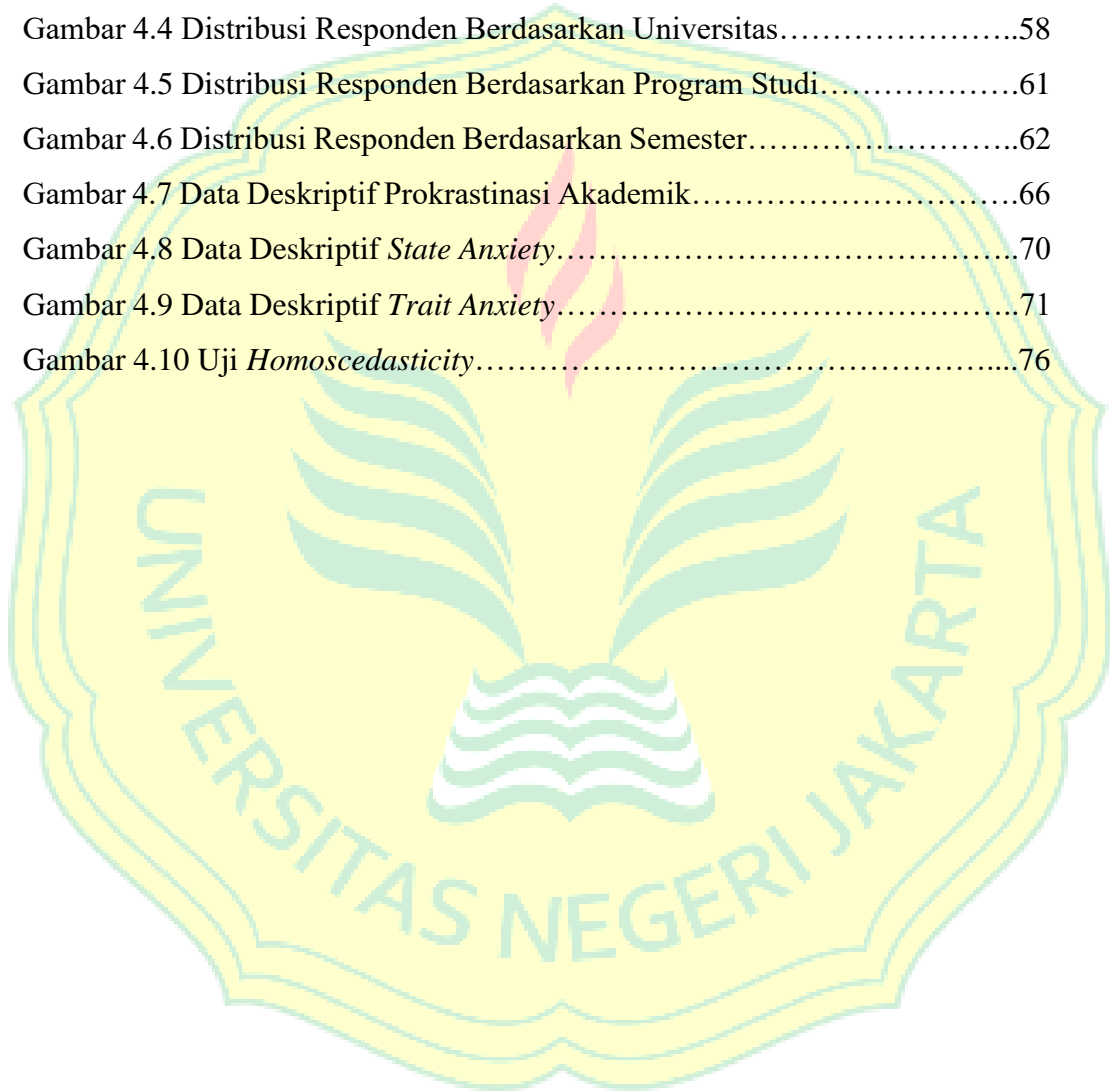 Gambar 4.4 Distribusi Responden Berdasarkan Universitas…………………..58
Gambar 4.5 Distribusi Responden Berdasarkan Program Studi……………….61
Gambar 4.6 Distribusi Responden Berdasarkan Semester……………………..62
Gambar 4.7 Data Deskriptif Prokrastinasi Akademik………………………….66
Gambar 4.8 Data Deskriptif State Anxiety……………………………………..70
Gambar 4.9 Data Deskriptif Trait Anxiety……………………………………..71
Gambar 4.10 Uji Homoscedasticity…………………………………………....76
UNIVERSITAS NEGERI JAKARTA